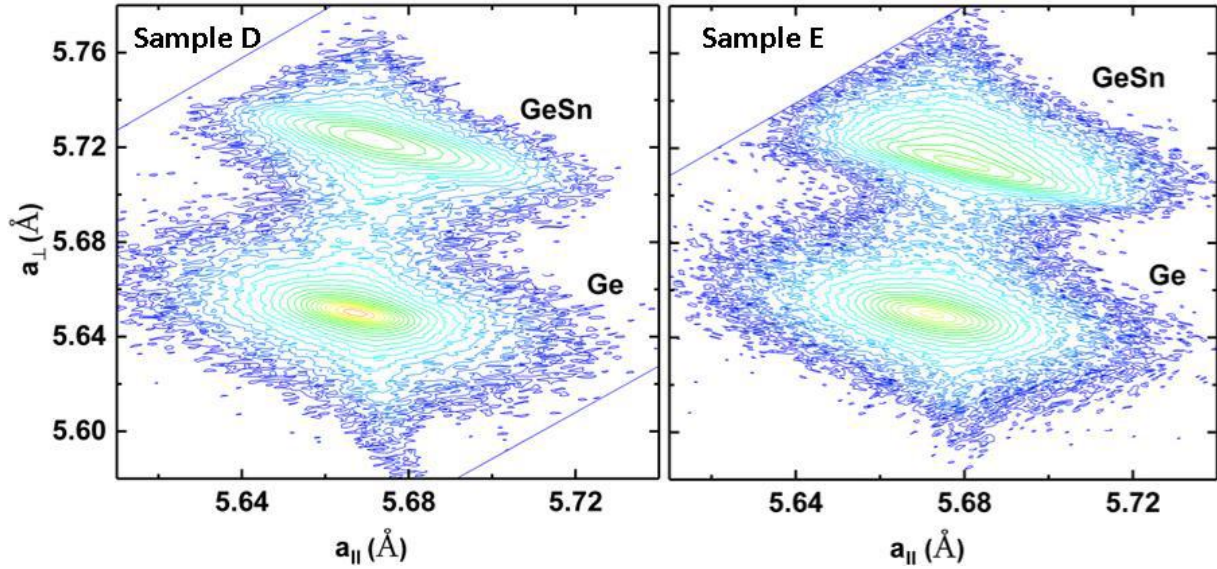 Sample D
Sample E
GeSn
GeSn
Ge
Ge
a⊥ (Å)
5.76
5.72
5.68
5.64
5.60
5.64
5.68
5.72
5.64
5.68
5.72
a|| (Å)
a|| (Å)